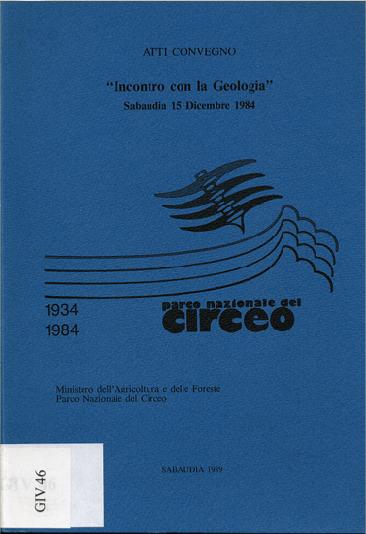 ATTI CONVEGNO
"Incontro con la Geologia"
Sabaudia 15 Dicembre 1984
1934
1984
parco nazionale del
circeo
Ministero dell'Agricoltura e delle Foreste
Parco Nazionale del Circeo
SABAUDIA 1989
GIV 46